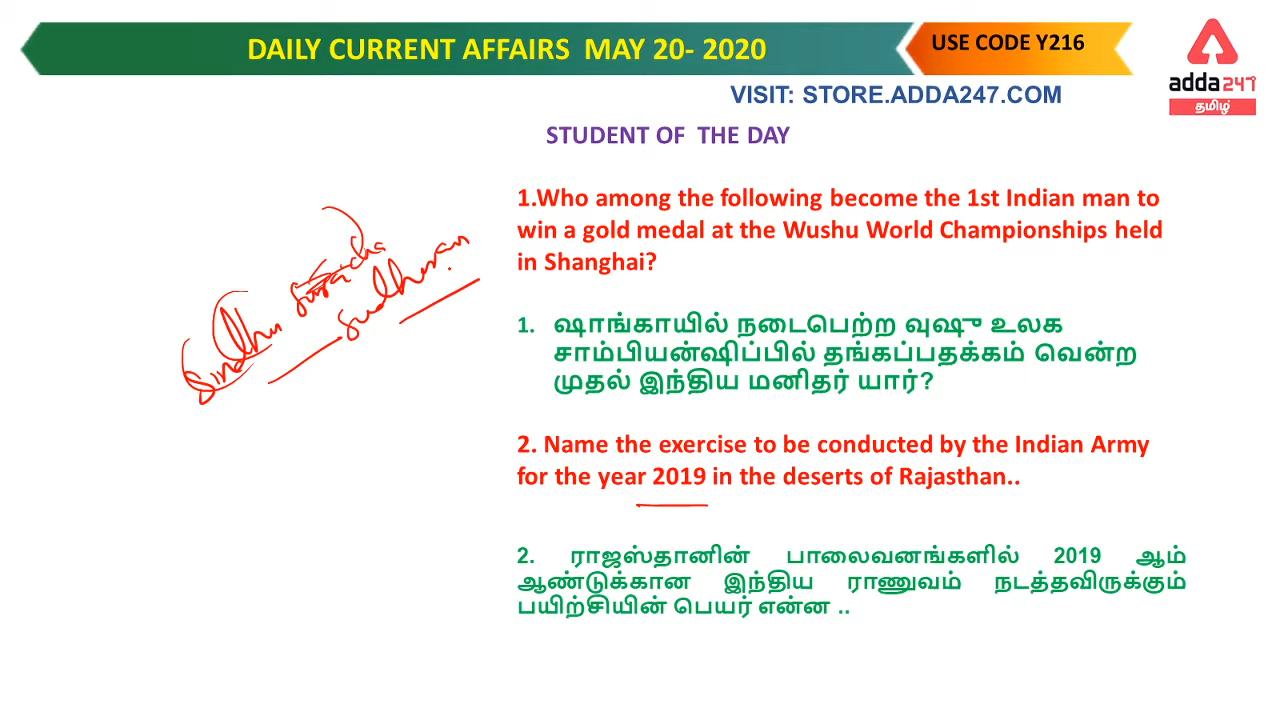 DAILY CURRENT AFFAIRS MAY 20- 2020
USE CODE Y216
adda247
தமிழ்
VISIT: STORE.ADDA247.COM
STUDENT OF THE DAY
1.Who among the following become the 1st Indian man to
win a gold medal at the Wushu World Championships held
in Shanghai?
1. ஷாங்காயில் நடைபெற்ற வுஷு உலக
சாம்பியன்ஷிப்பில் தங்கப்பதக்கம் வென்ற
முதல் இந்திய மனிதர் யார்?
2. Name the exercise to be conducted by the Indian Army
for the year 2019 in the deserts of Rajasthan..
2. ராஜஸ்தானின் பாலைவனங்களில் 2019 ஆம்
ஆண்டுக்கான இந்திய ராணுவம் நடத்தவிருக்கும்
பயிற்சியின் பெயர் என்ன ..
Sindhu